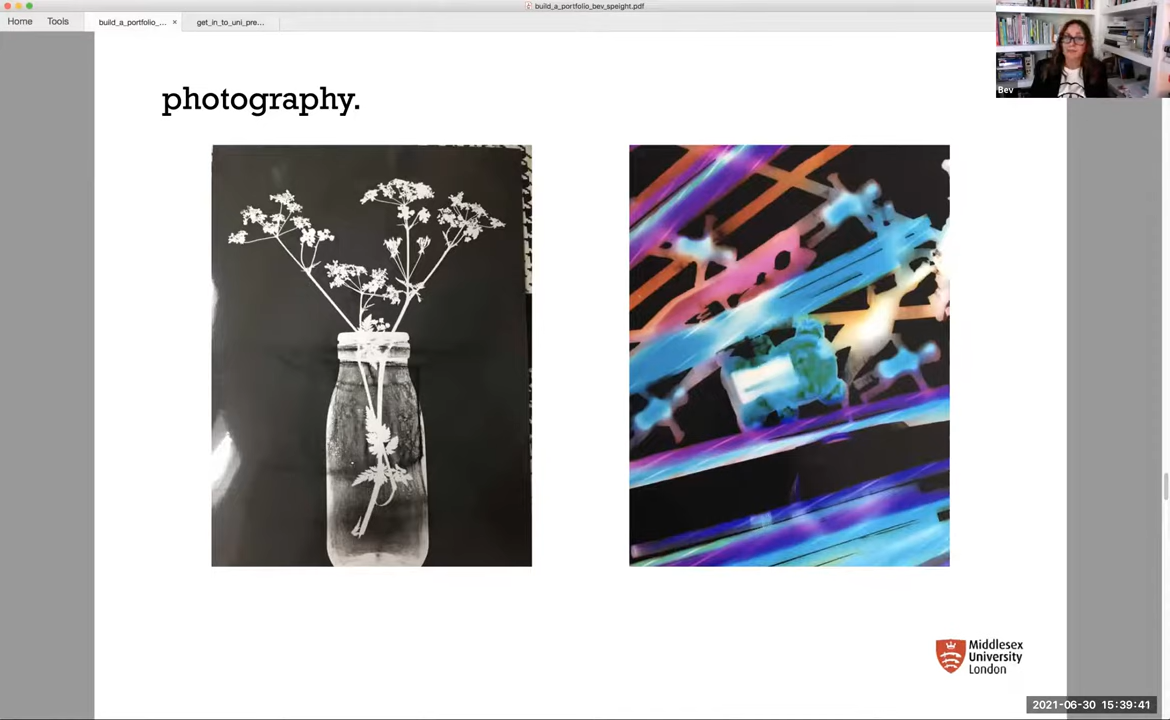 build_a_portfolio_bev_speight.pdf
Home Tools build_a_portfolio_... × get_in_to_uni_pre...
Bev
photography.
Middlesex
University
London
2021-06-30 15:39:41